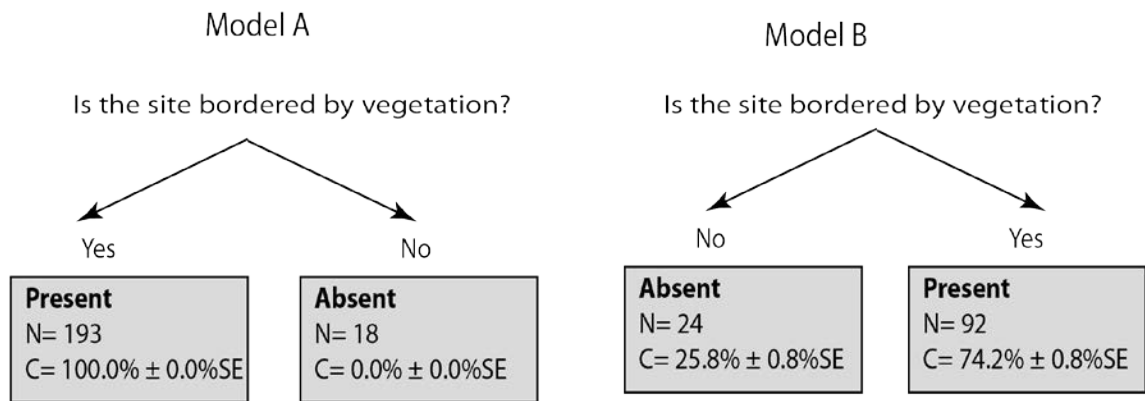 Model A
Is the site bordered by vegetation?
Yes
No
Present
N= 193
C= 100.0% ± 0.0%SE
Absent
N= 18
C= 0.0% ± 0.0%SE
Model B
Is the site bordered by vegetation?
No
Yes
Absent
N= 24
C= 25.8% ± 0.8%SE
Present
N= 92
C= 74.2% ± 0.8%SE